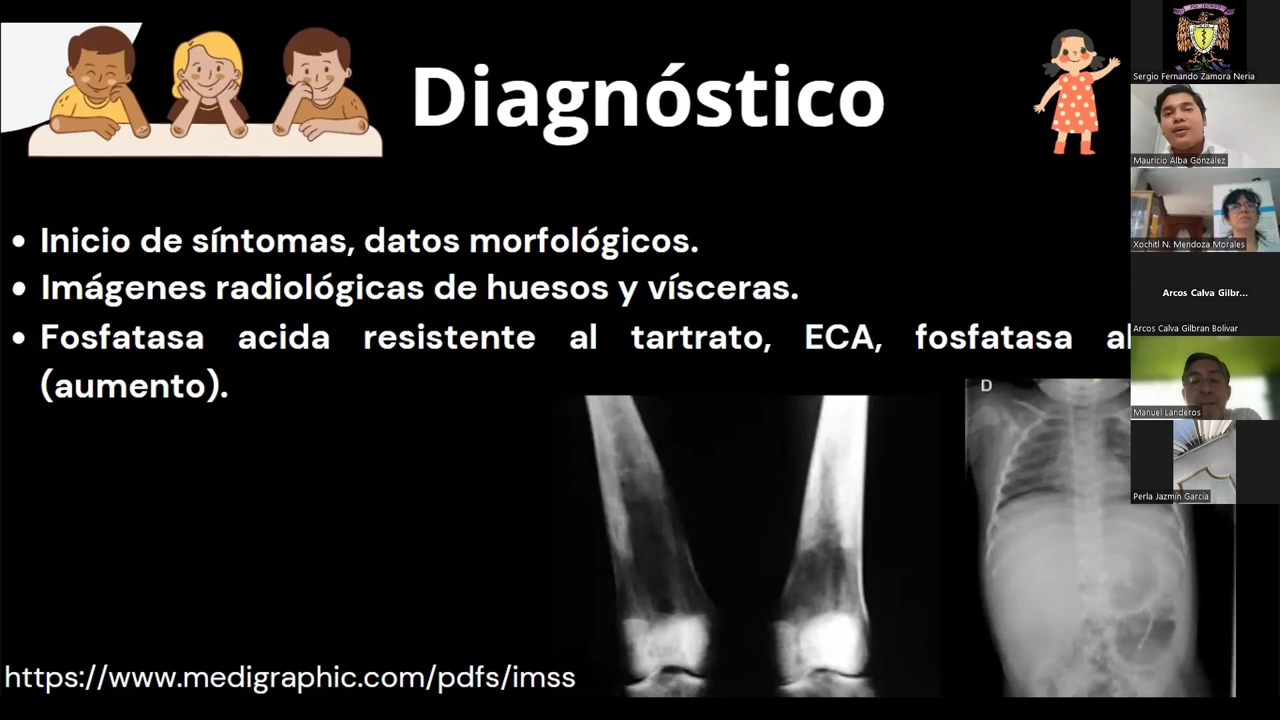 Diagnóstico
• Inicio de síntomas, datos morfológicos.
• Imágenes radiológicas de huesos y vísceras.
• Fosfatasa acida resistente al tartrato, ECA, fosfatasa al
(aumento).
D
https://www.medigraphic.com/pdfs/imss
Sergio Fernando Zamora Neria
Mauricio Alba González
Xochitl N. Mendoza Morales
Arcos Calva Gilbr...
Arcos Calva Gilbran Bolivar
Manuel Landeros
Perla Jazmín García